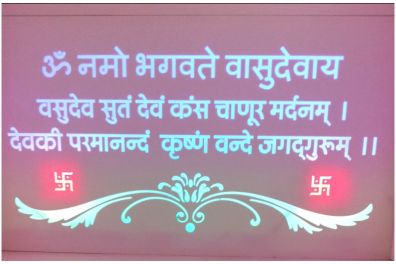 ॐ नमो भगवते वासुदेवाय
वसुदेव सुतं देवं कंस चाणूर मर्दनम् ।
देवकी परमानन्दं कृष्णं वन्दे जगद्गुरूम् ।।